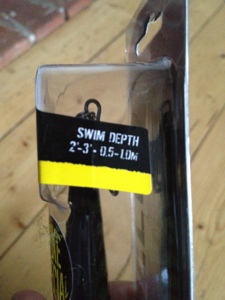 SWIM DEPTH
2'-3' - 0.5-1.0M